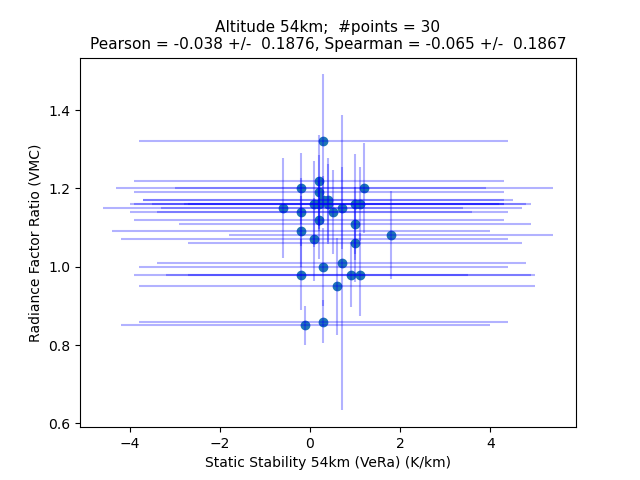 Altitude 54km;  #points = 30
Pearson = -0.038 +/-  0.1876, Spearman = -0.065 +/-  0.1867
Radiance Factor Ratio (VMC)
1.4
1.2
1.0
0.8
0.6
−4 −2 0 2 4
Static Stability 54km (VeRa) (K/km)